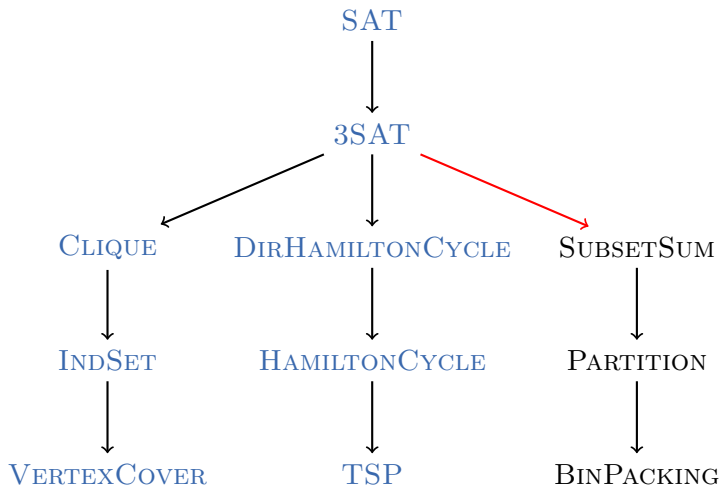 SAT
3SAT
CLIQUE
DIRHAMILTONCYCLE
SUBSETSUM
INDSET
HAMILTONCYCLE
PARTITION
VERTEXCOVER
TSP
BINPACKING